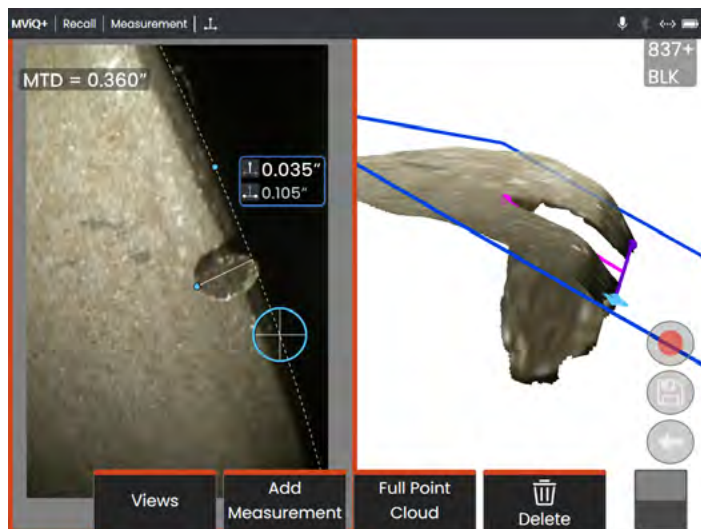 MViQ+ | Recall | Measurement |
MTD = 0.360"
0.035"
0.105"
837+
BLK
Views
Add
Measurement
Full Point
Cloud
Delete